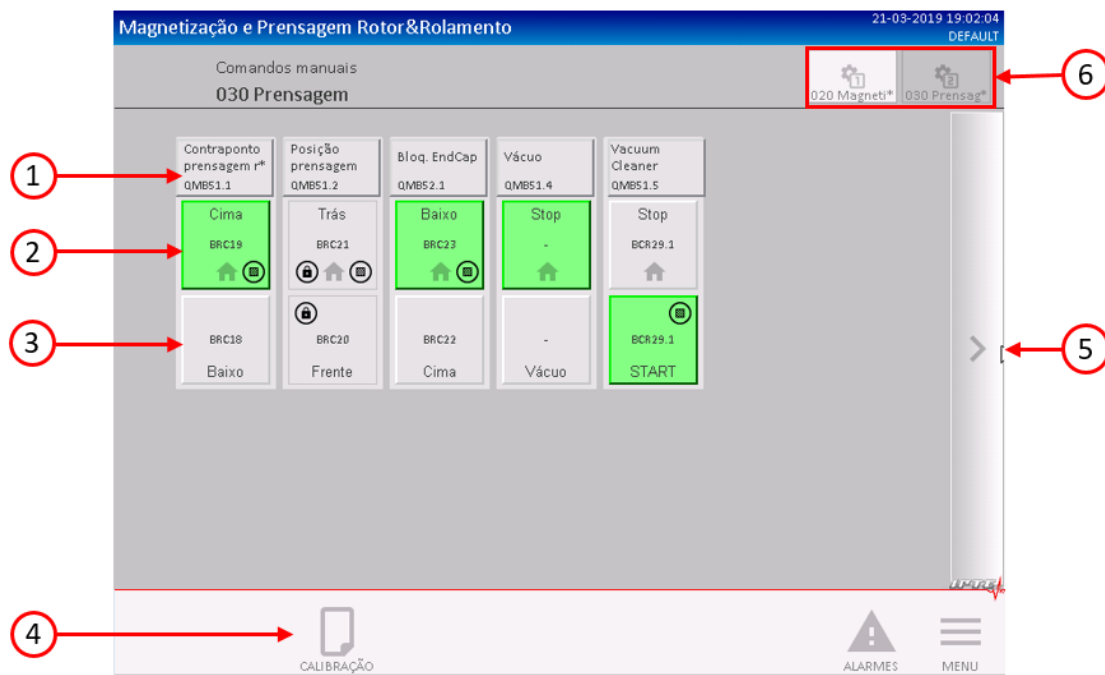 Magnetização e Prensagem Rotor&Rolamento
21-03-2019 19:02:04
DEFAULT
Comandos manuais
030 Prensagem
1
2
020 Magneti*
030 Prensag*
6
Contraponto
prensagem r*
QMB51.1
Posição
prensagem
QMB51.2
Bloq. EndCap
QMB52.1
Vácuo
QMB51.4
Vacuum
Cleaner
QMB51.5
1
Cima
BRC19
Trás
BRC21
Baixo
BRC23
Stop
-
Stop
BCR29.1
2
BRC18
Baixo
BRC20
Frente
BRC22
Cima
-
Vácuo
BCR29.1
START
3
5
4
CALIBRAÇÃO
ALARMES
MENU